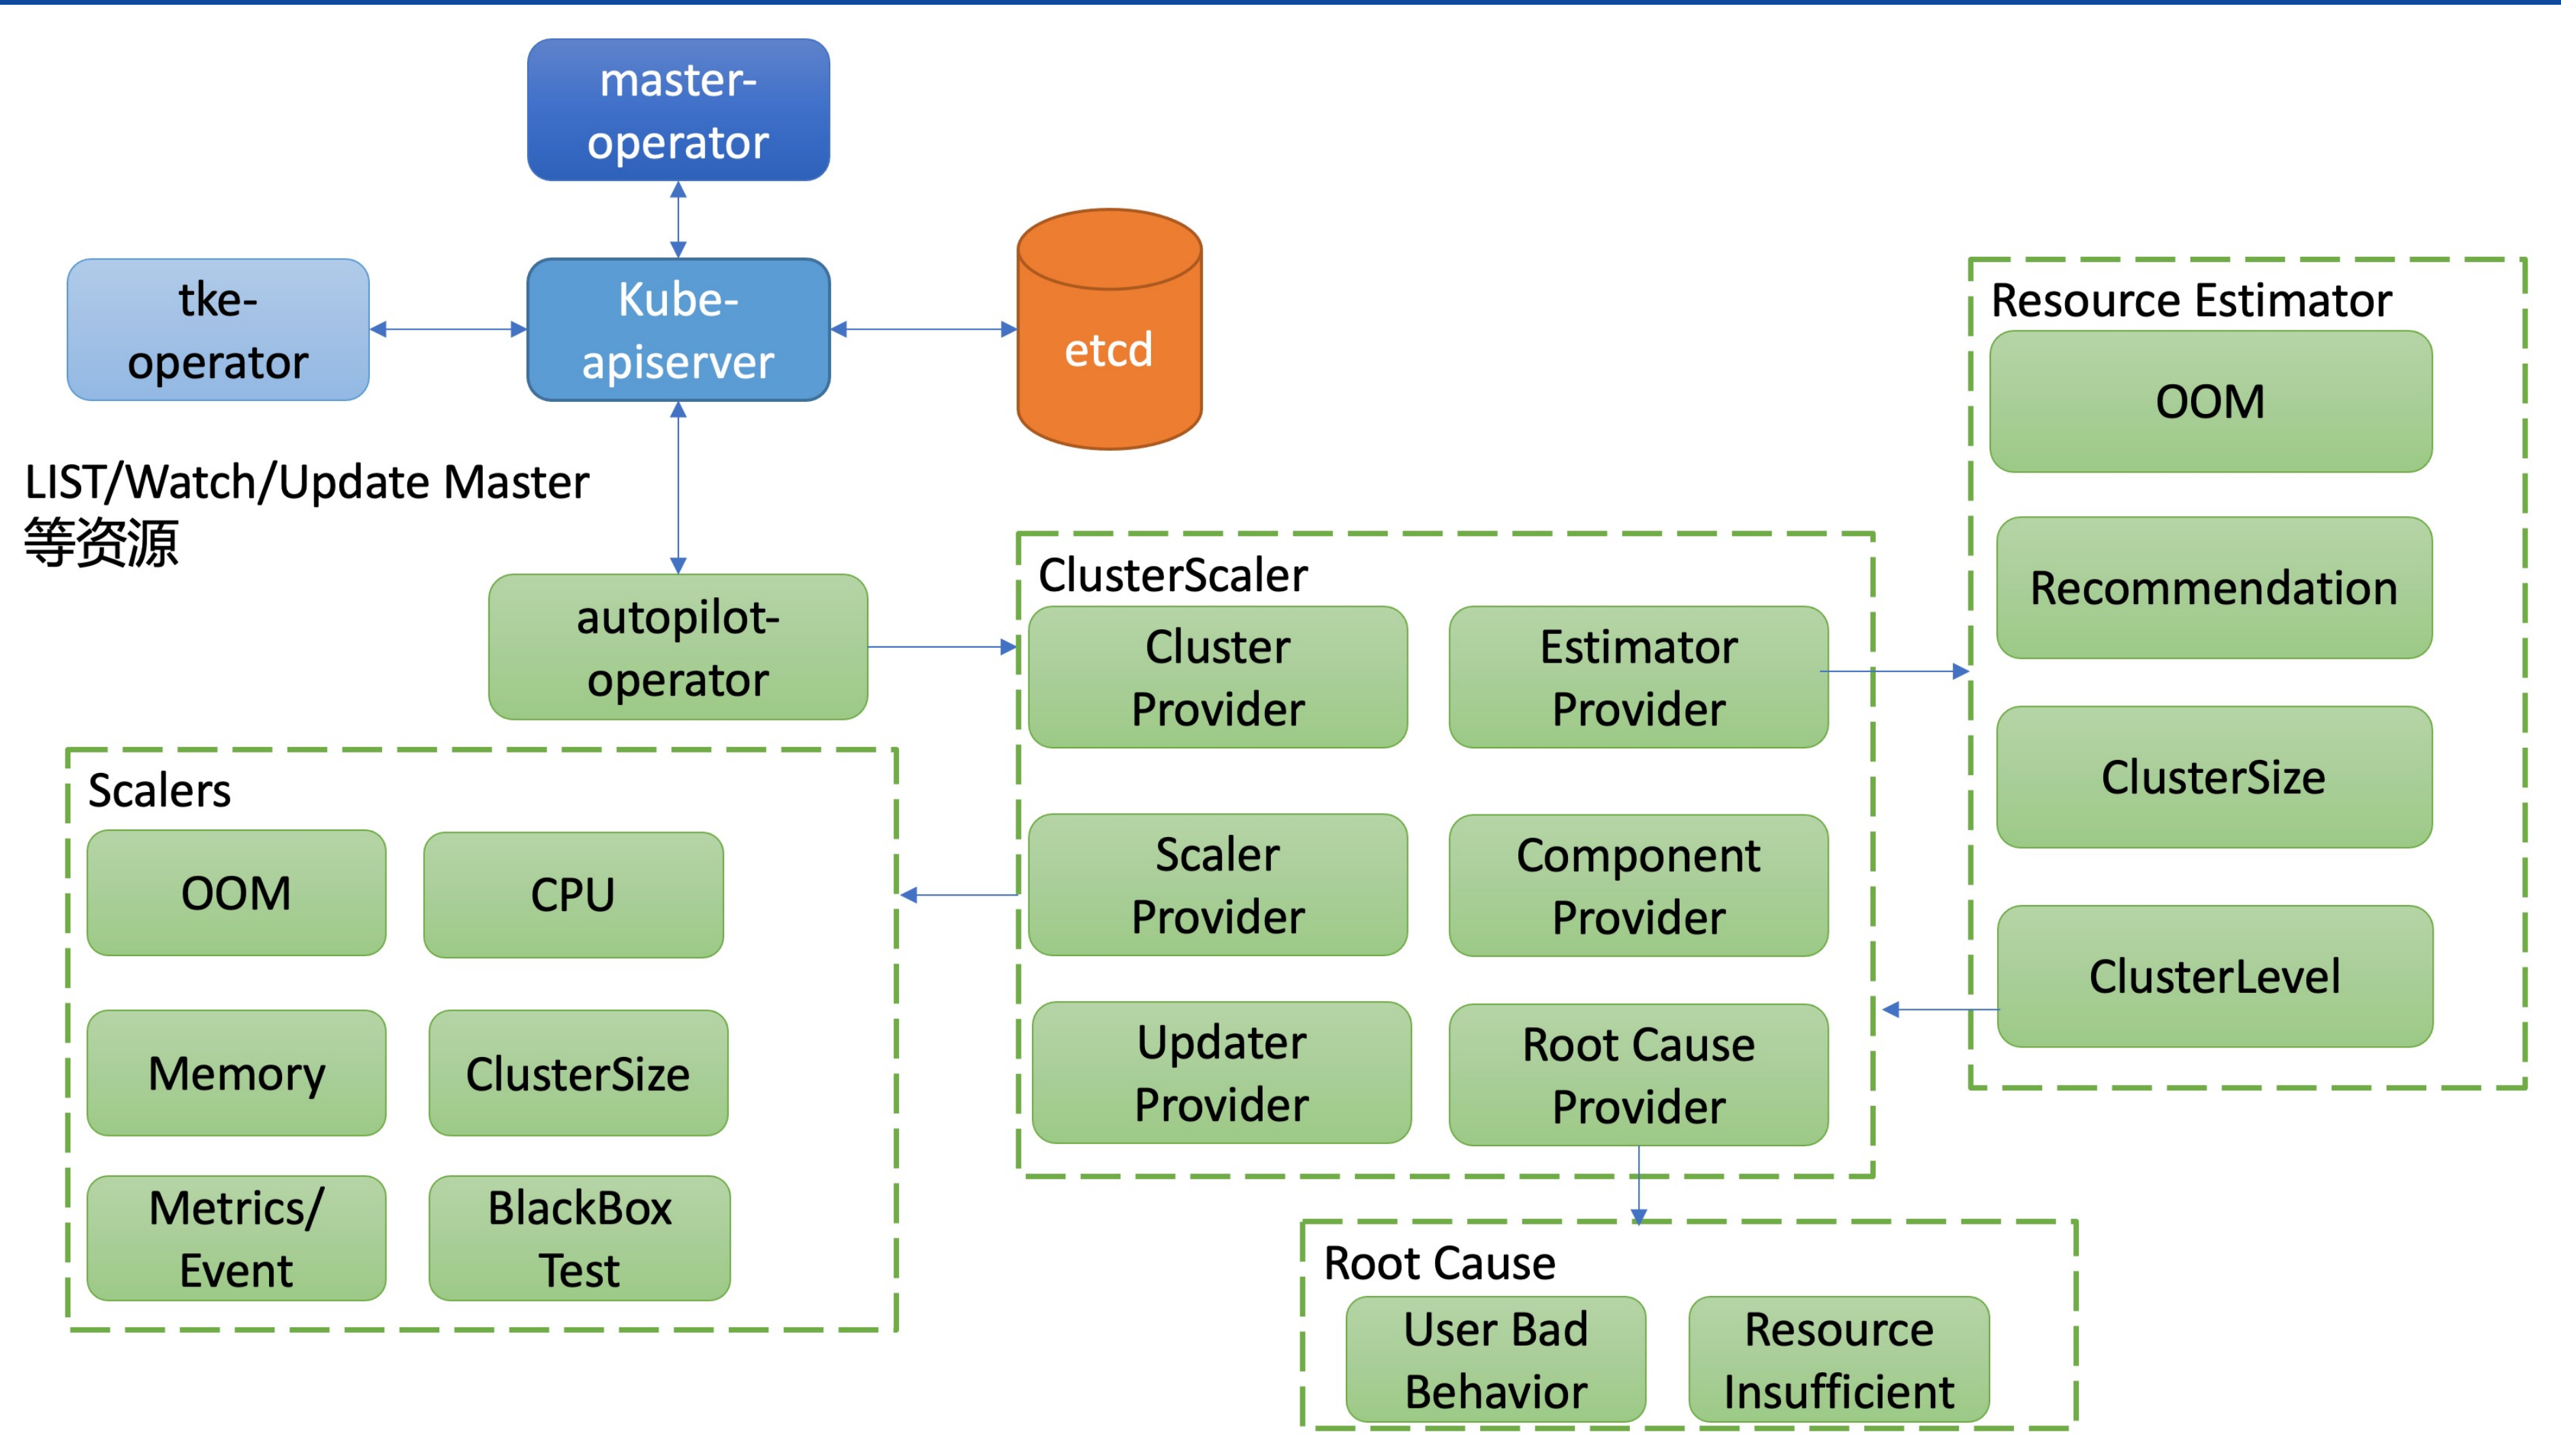 master-
operator
tke-
operator
Kube-
apiserver
etcd
LIST/Watch/Update Master
等资源
autopilot-
operator
ClusterScaler
Cluster
Provider
Estimator
Provider
Scaler
Provider
Component
Provider
Updater
Provider
Root Cause
Provider
Resource Estimator
OOM
Recommendation
ClusterSize
ClusterLevel
Scalers
OOM
CPU
Memory
ClusterSize
Metrics/
Event
BlackBox
Test
Root Cause
User Bad
Behavior
Resource
Insufficient